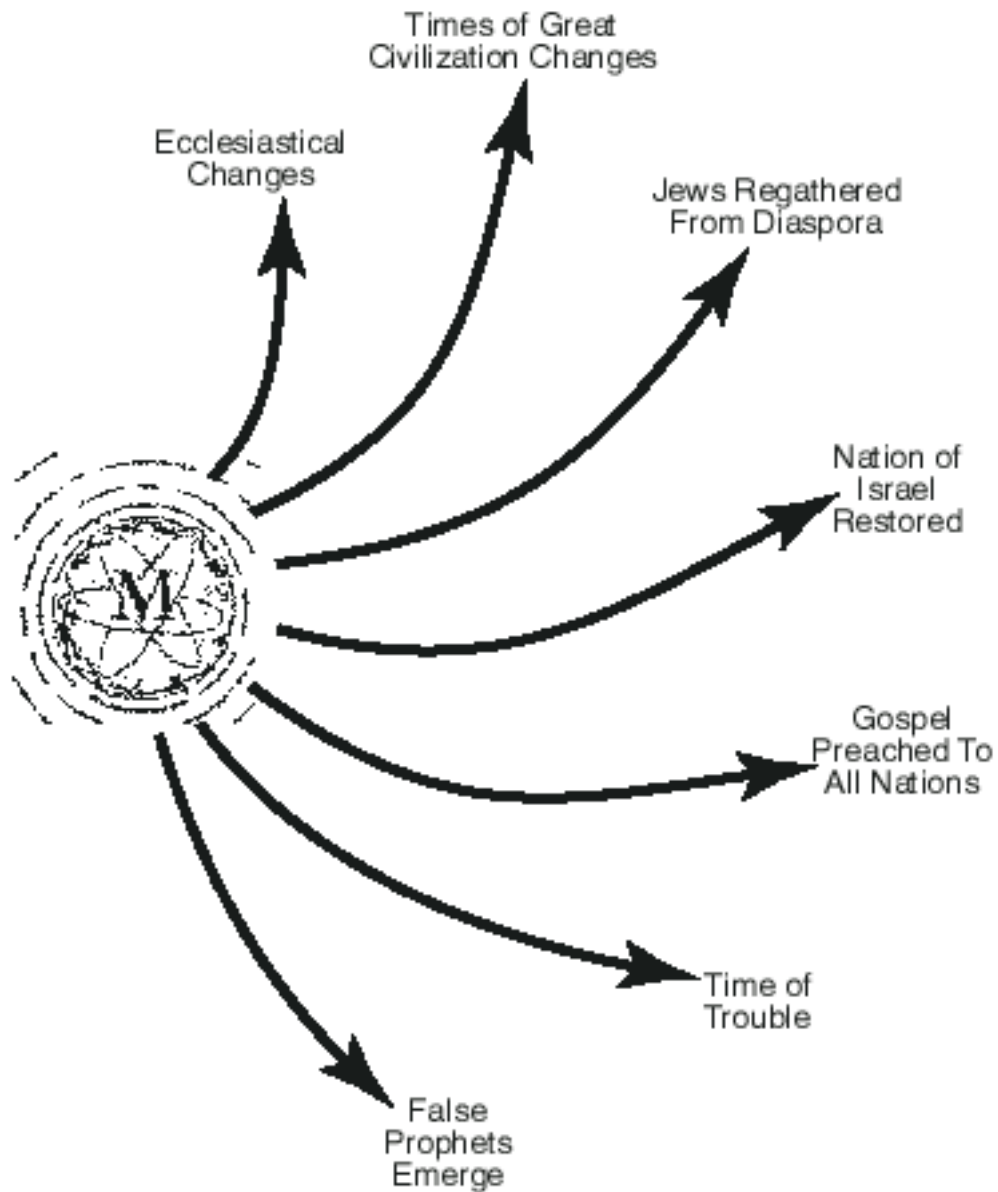 Times of Great
Civilization Changes
Ecclesiastical
Changes
Jews Regathered
From Diaspora
Nation of
Israel
Restored
M
Gospel
Preached To
All Nations
Time of
Trouble
False
Prophets
Emerge